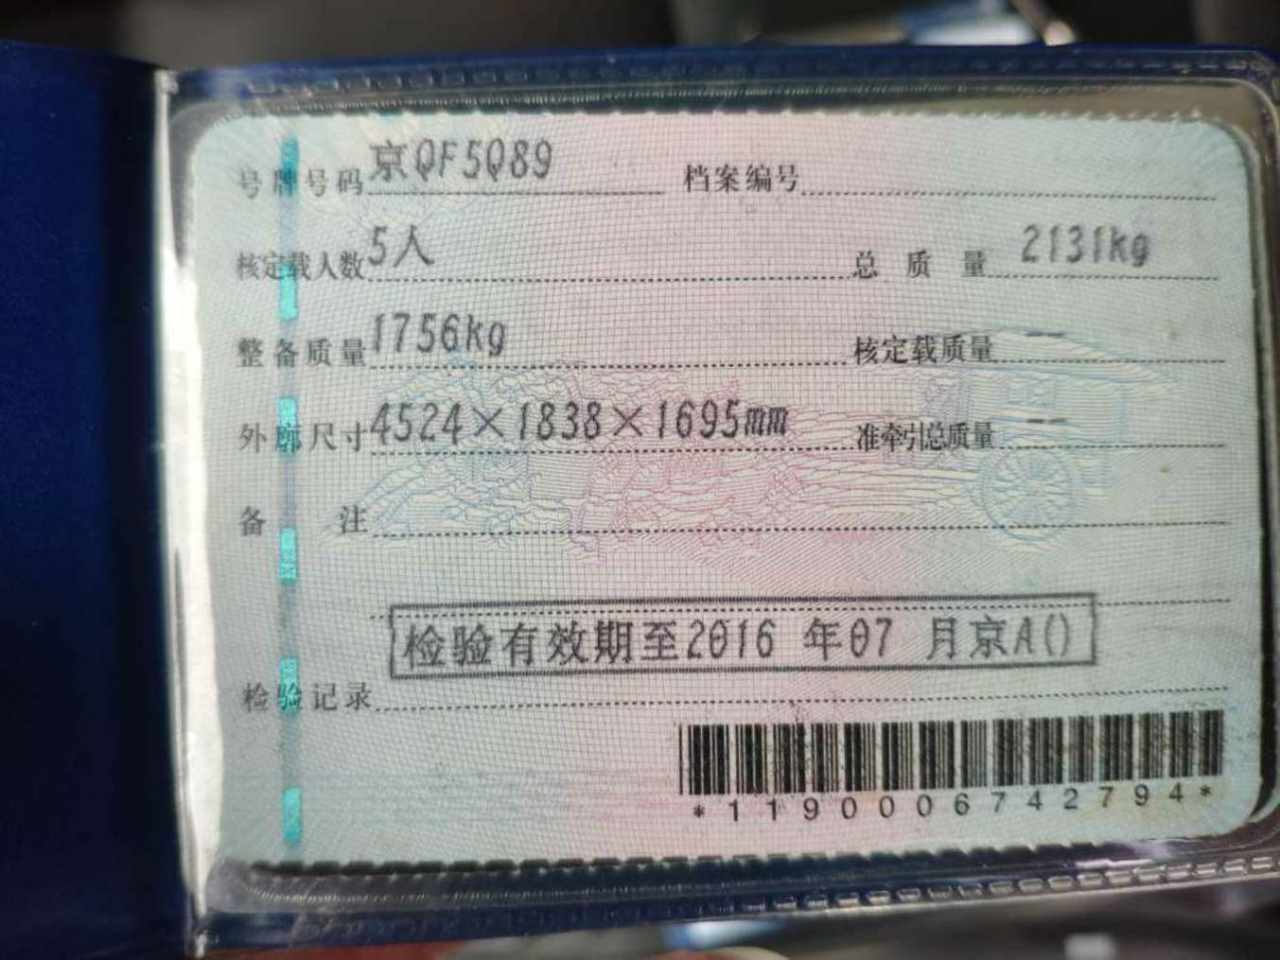 号牌号码 京QF5Q89 档案编号
核定载人数 5人 总质量 2131kg
整备质量 1756kg 核定载质量 --
外廓尺寸 4524×1838×1695mm 准牵引总质量 --
备注
检验有效期至2016 年07 月京A()
检验记录
*1190006742794*